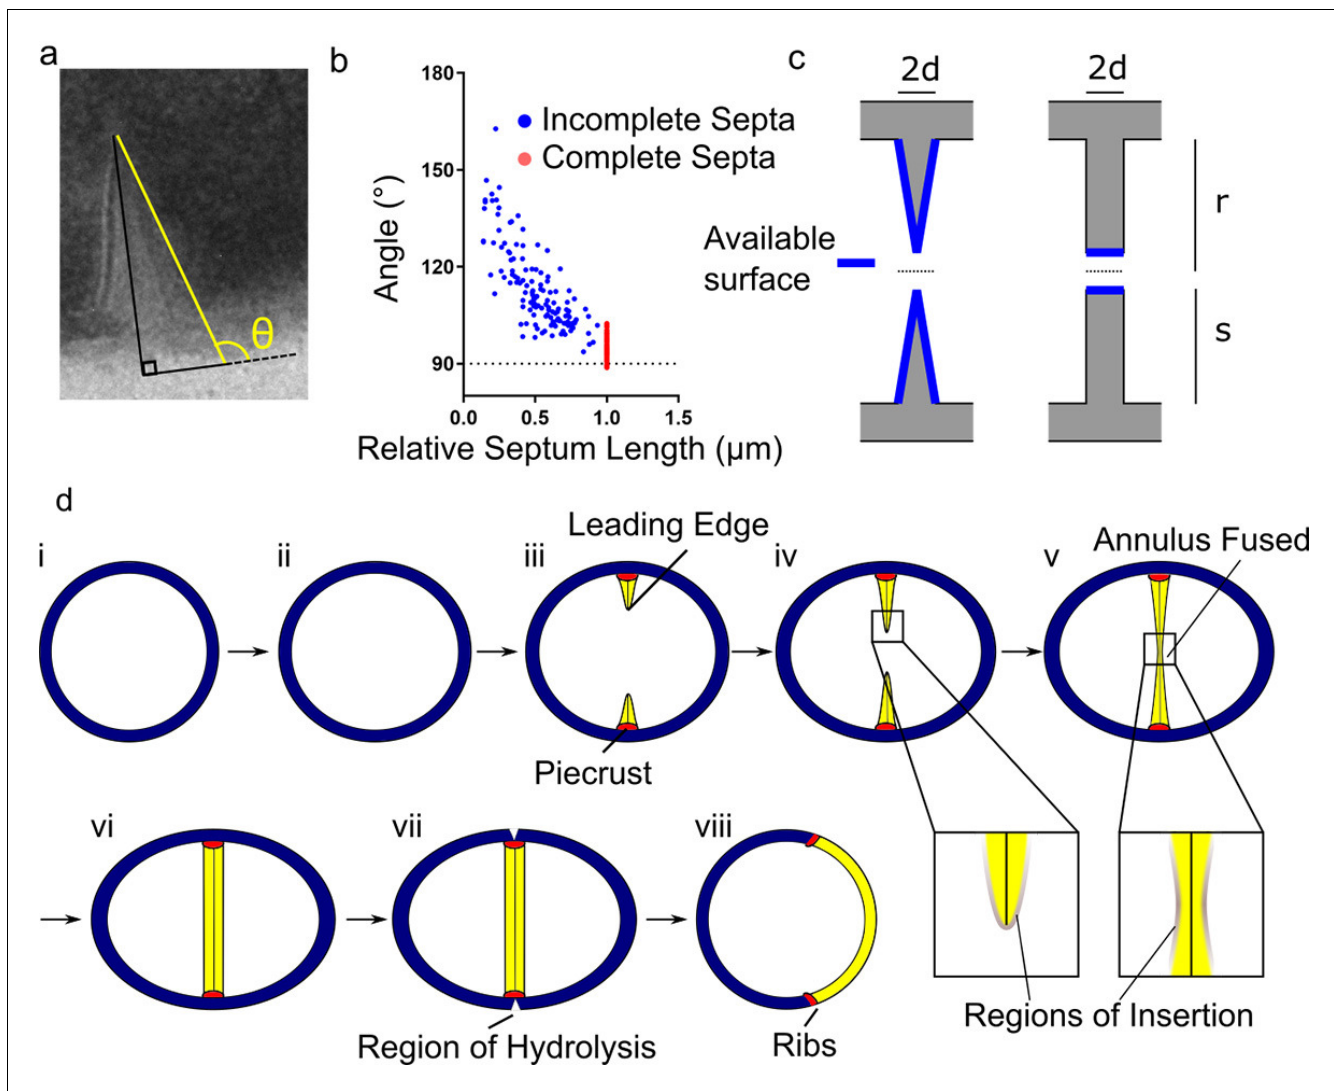 a
θ
b
180
150
120
90
Angle (°)
Incomplete Septa
Complete Septa
0.0 0.5 1.0 1.5
Relative Septum Length (µm)
c
2d 2d
Available
surface
r
s
d
i
ii
iii
Leading Edge
iv
v
Annulus Fused
Piecrust
vi
vii
viii
Region of Hydrolysis
Ribs
Regions of Insertion